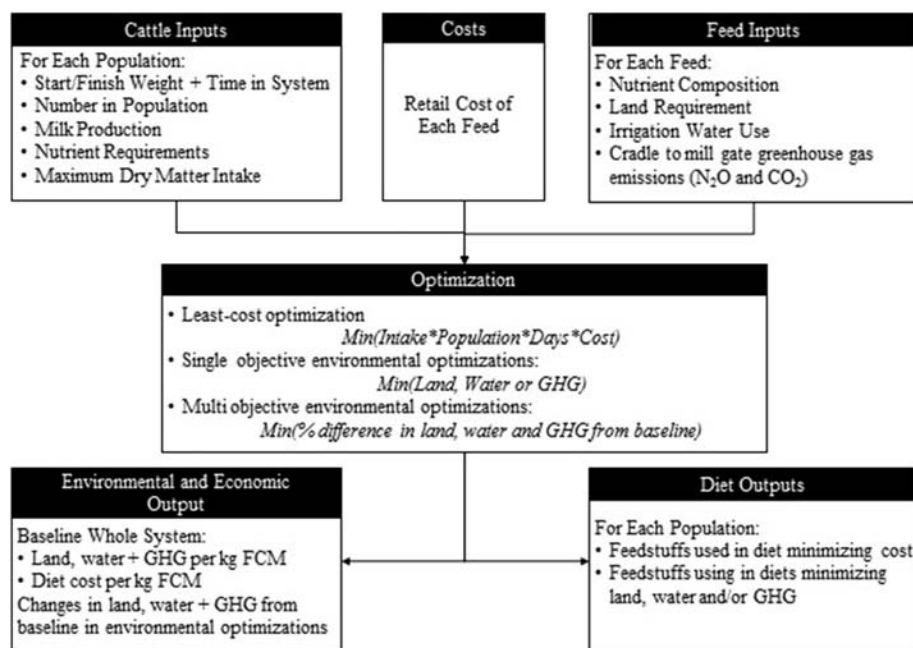 Cattle Inputs
For Each Population:
• Start/Finish Weight + Time in System
• Number in Population
• Milk Production
• Nutrient Requirements
• Maximum Dry Matter Intake
Costs
Retail Cost of
Each Feed
Feed Inputs
For Each Feed:
• Nutrient Composition
• Land Requirement
• Irrigation Water Use
• Cradle to mill gate greenhouse gas
emissions (N₂O and CO₂)
Optimization
• Least-cost optimization
Min(Intake*Population*Days*Cost)
• Single objective environmental optimizations:
Min(Land, Water or GHG)
• Multi objective environmental optimizations:
Min(% difference in land, water and GHG from baseline)
Environmental and Economic
Output
Baseline Whole System:
• Land, water + GHG per kg FCM
• Diet cost per kg FCM
Changes in land, water + GHG from
baseline in environmental optimizations
Diet Outputs
For Each Population:
• Feedstuffs used in diet minimizing cost
• Feedstuffs using in diets minimizing
land, water and/or GHG